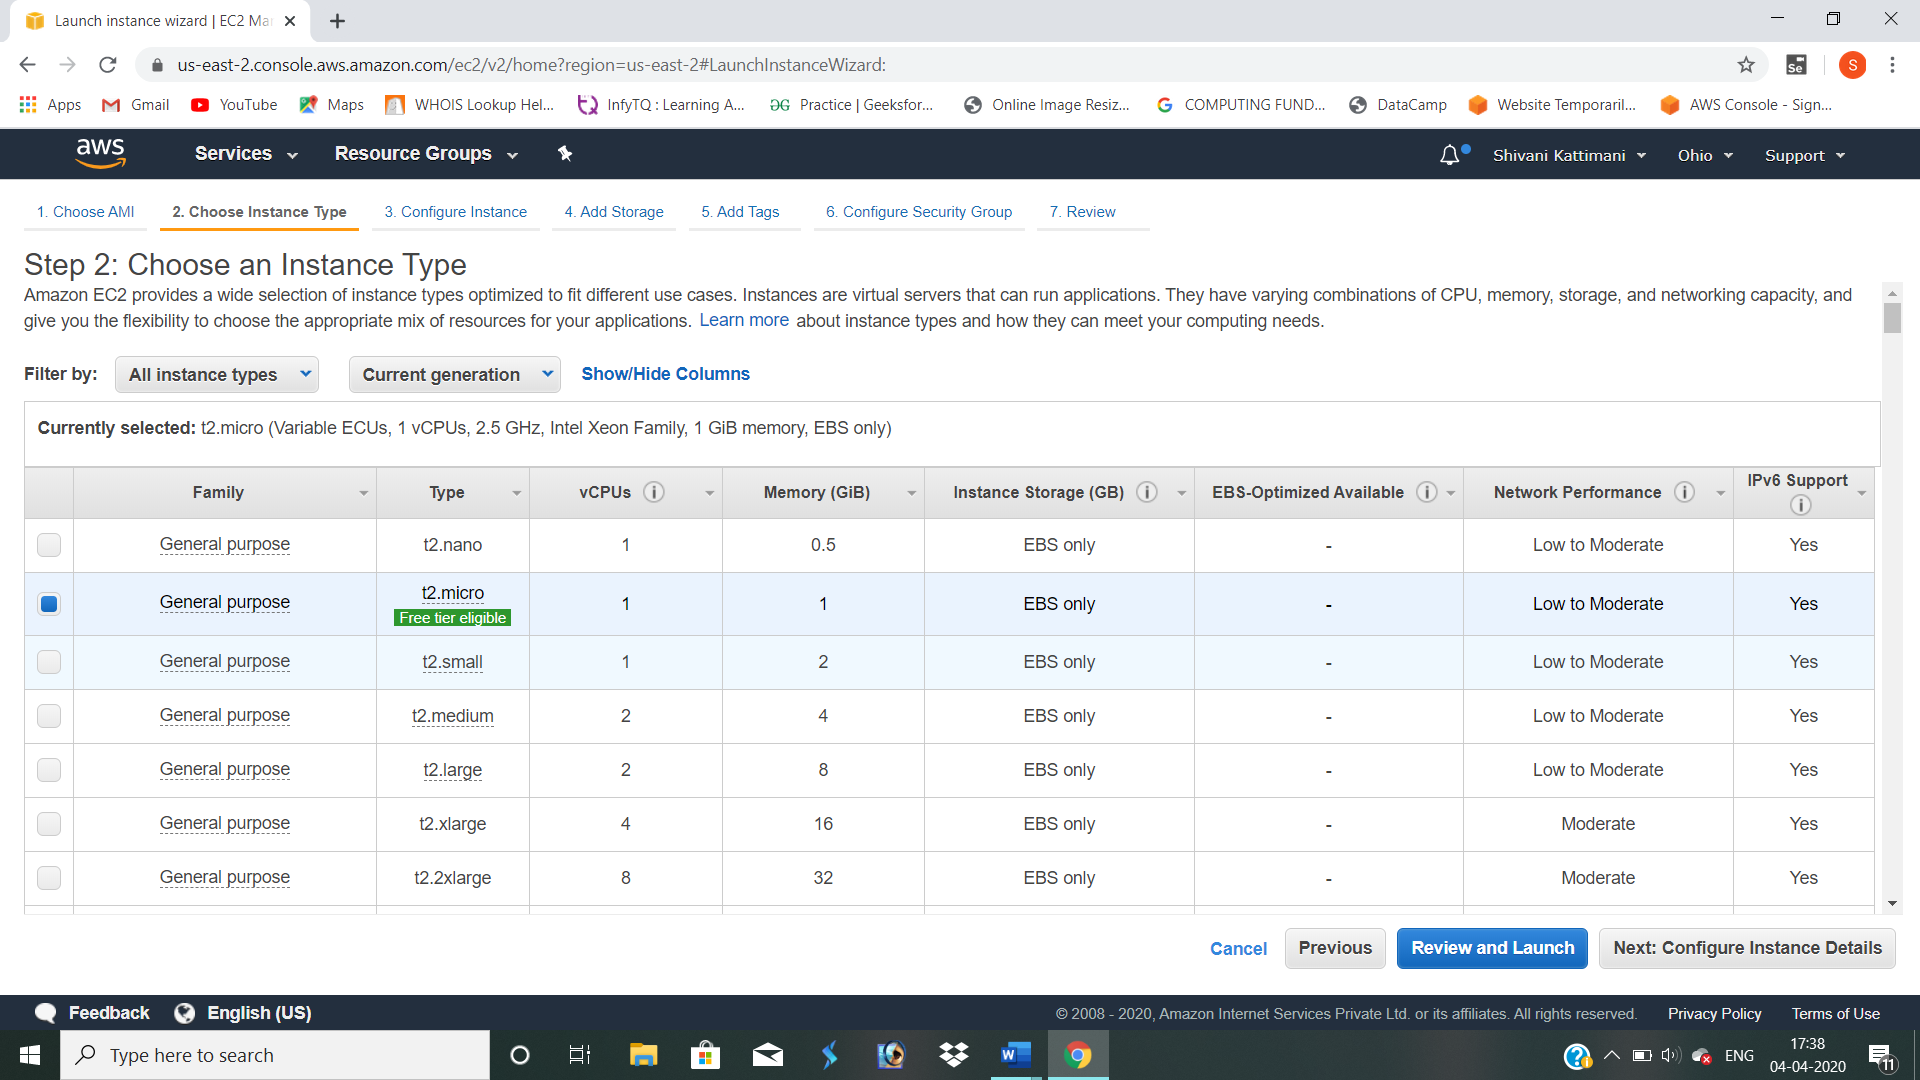 Launch instance wizard | EC2 Mar
us-east-2.console.aws.amazon.com/ec2/v2/home?region=us-east-2#LaunchInstanceWizard:
Se
S
Apps Gmail YouTube Maps WHOIS Lookup Hel... InfyTQ : Learning A... Practice | Geeksfor... Online Image Resiz... COMPUTING FUND... DataCamp Website Temporaril... AWS Console - Sign...
aws Services Resource Groups Shivani Kattimani Ohio Support
1. Choose AMI 2. Choose Instance Type 3. Configure Instance 4. Add Storage 5. Add Tags 6. Configure Security Group 7. Review
Step 2: Choose an Instance Type
Amazon EC2 provides a wide selection of instance types optimized to fit different use cases. Instances are virtual servers that can run applications. They have varying combinations of CPU, memory, storage, and networking capacity, and
give you the flexibility to choose the appropriate mix of resources for your applications. Learn more about instance types and how they can meet your computing needs.
Filter by: All instance types Current generation Show/Hide Columns
Currently selected: t2.micro (Variable ECUs, 1 vCPUs, 2.5 GHz, Intel Xeon Family, 1 GiB memory, EBS only)
Family Type vCPUs i Memory (GiB) Instance Storage (GB) i EBS-Optimized Available i Network Performance i IPv6 Support i
General purpose t2.nano 1 0.5 EBS only - Low to Moderate Yes
General purpose t2.micro 1 1 EBS only - Low to Moderate Yes
Free tier eligible
General purpose t2.small 1 2 EBS only - Low to Moderate Yes
General purpose t2.medium 2 4 EBS only - Low to Moderate Yes
General purpose t2.large 2 8 EBS only - Low to Moderate Yes
General purpose t2.xlarge 4 16 EBS only - Moderate Yes
General purpose t2.2xlarge 8 32 EBS only - Moderate Yes
Cancel Previous Review and Launch Next: Configure Instance Details
Feedback English (US) © 2008 - 2020, Amazon Internet Services Private Ltd. or its affiliates. All rights reserved. Privacy Policy Terms of Use
Type here to search W ENG 17:38
04-04-2020 11